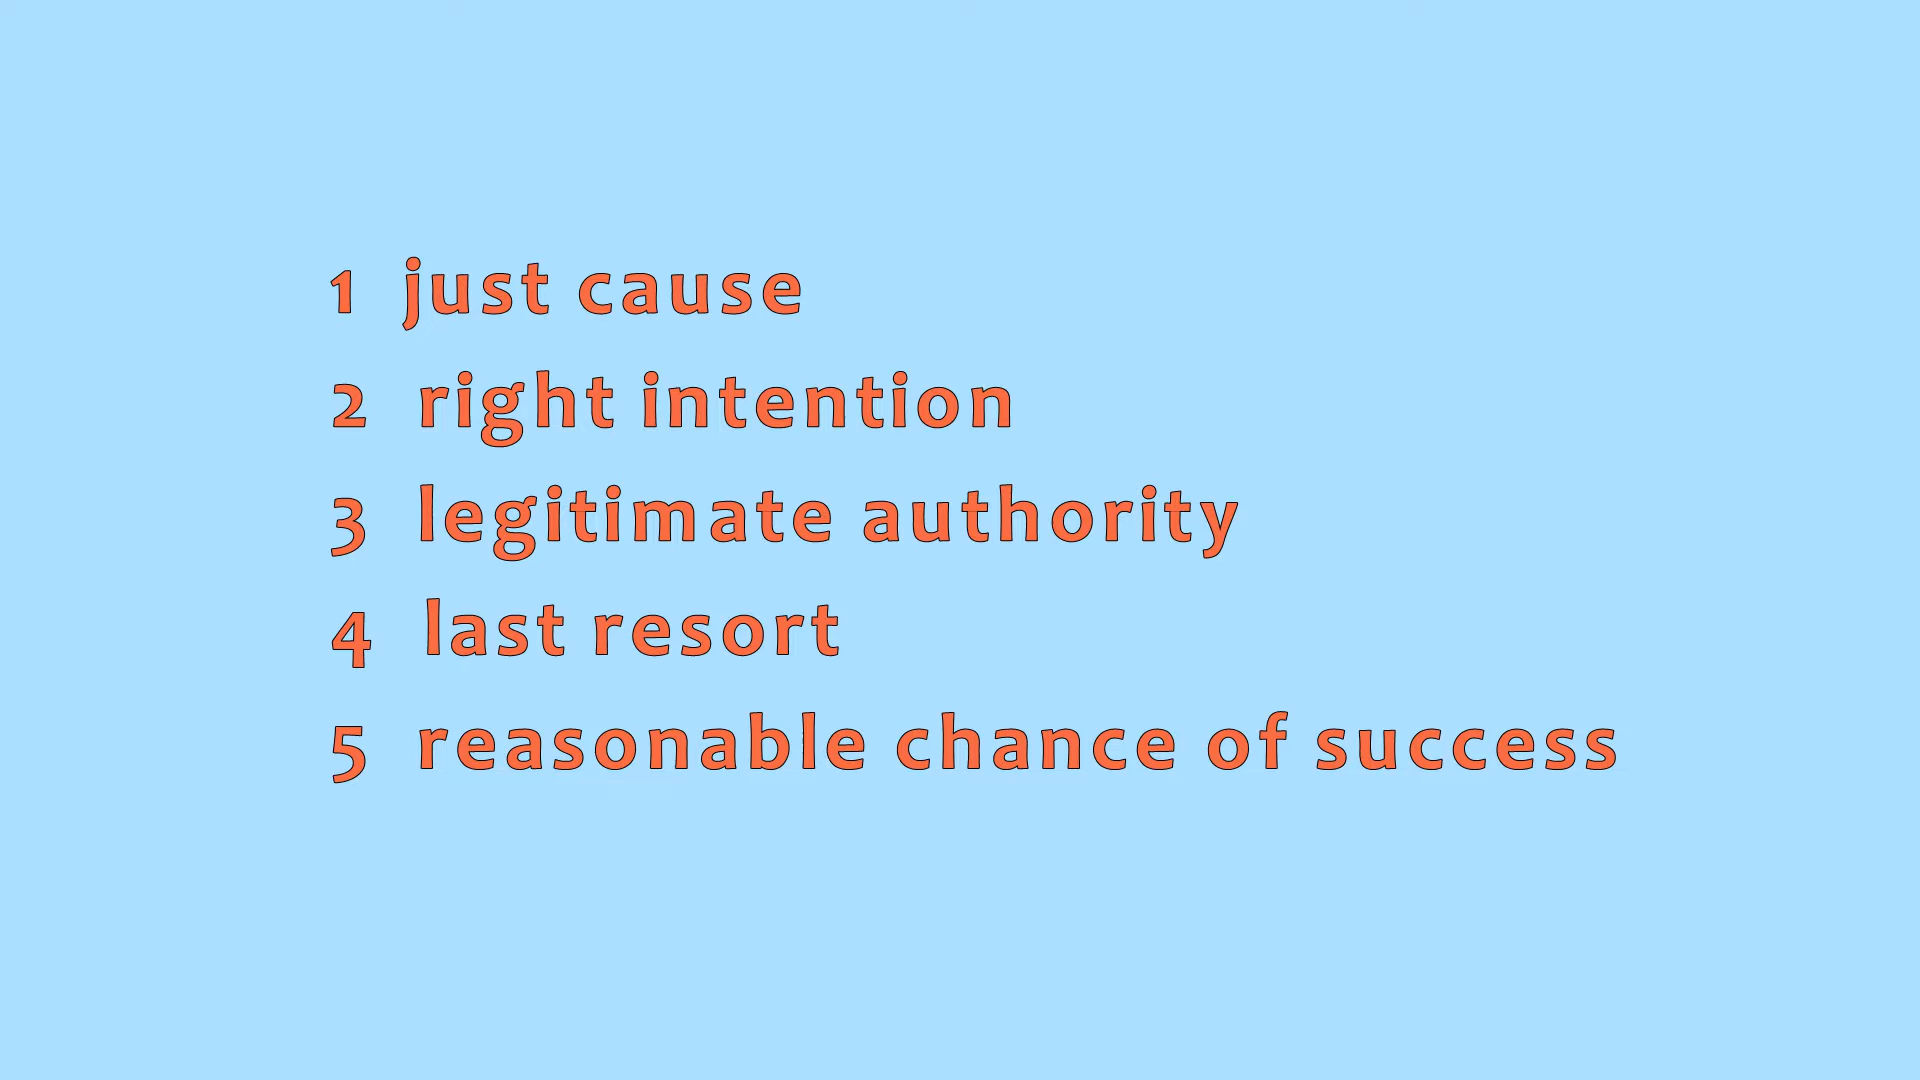 1 just cause
2 right intention
3 legitimate authority
4 last resort
5 reasonable chance of success